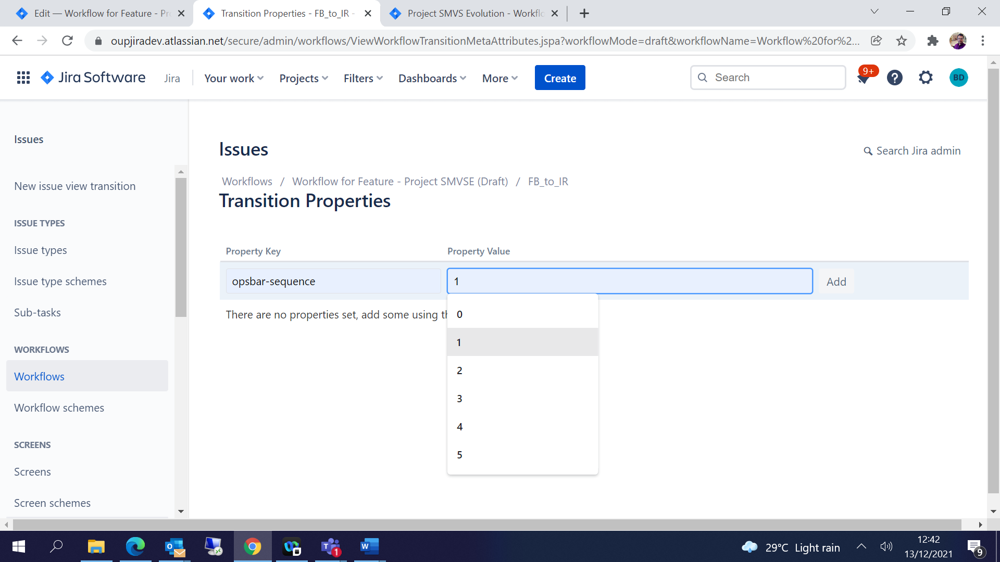 Edit — Workflow for Feature - Pr
Transition Properties - FB_to_IR -
Project SMVS Evolution - Workflo
oupjiradev.atlassian.net/secure/admin/workflows/ViewWorkflowTransitionMetaAttributes.jspa?workflowMode=draft&workflowName=Workflow%20for%2...
Jira Software
Jira
Your work
Projects
Filters
Dashboards
More
Create
Search
9+
BD
Issues
New issue view transition
ISSUE TYPES
Issue types
Issue type schemes
Sub-tasks
WORKFLOWS
Workflows
Workflow schemes
SCREENS
Screens
Screen schemes
Issues
Search Jira admin
Workflows / Workflow for Feature - Project SMVSE (Draft) / FB_to_IR
Transition Properties
Property Key
Property Value
opsbar-sequence
1
Add
There are no properties set, add some using th
0
1
2
3
4
5
29°C Light rain
12:42
13/12/2021
9
1